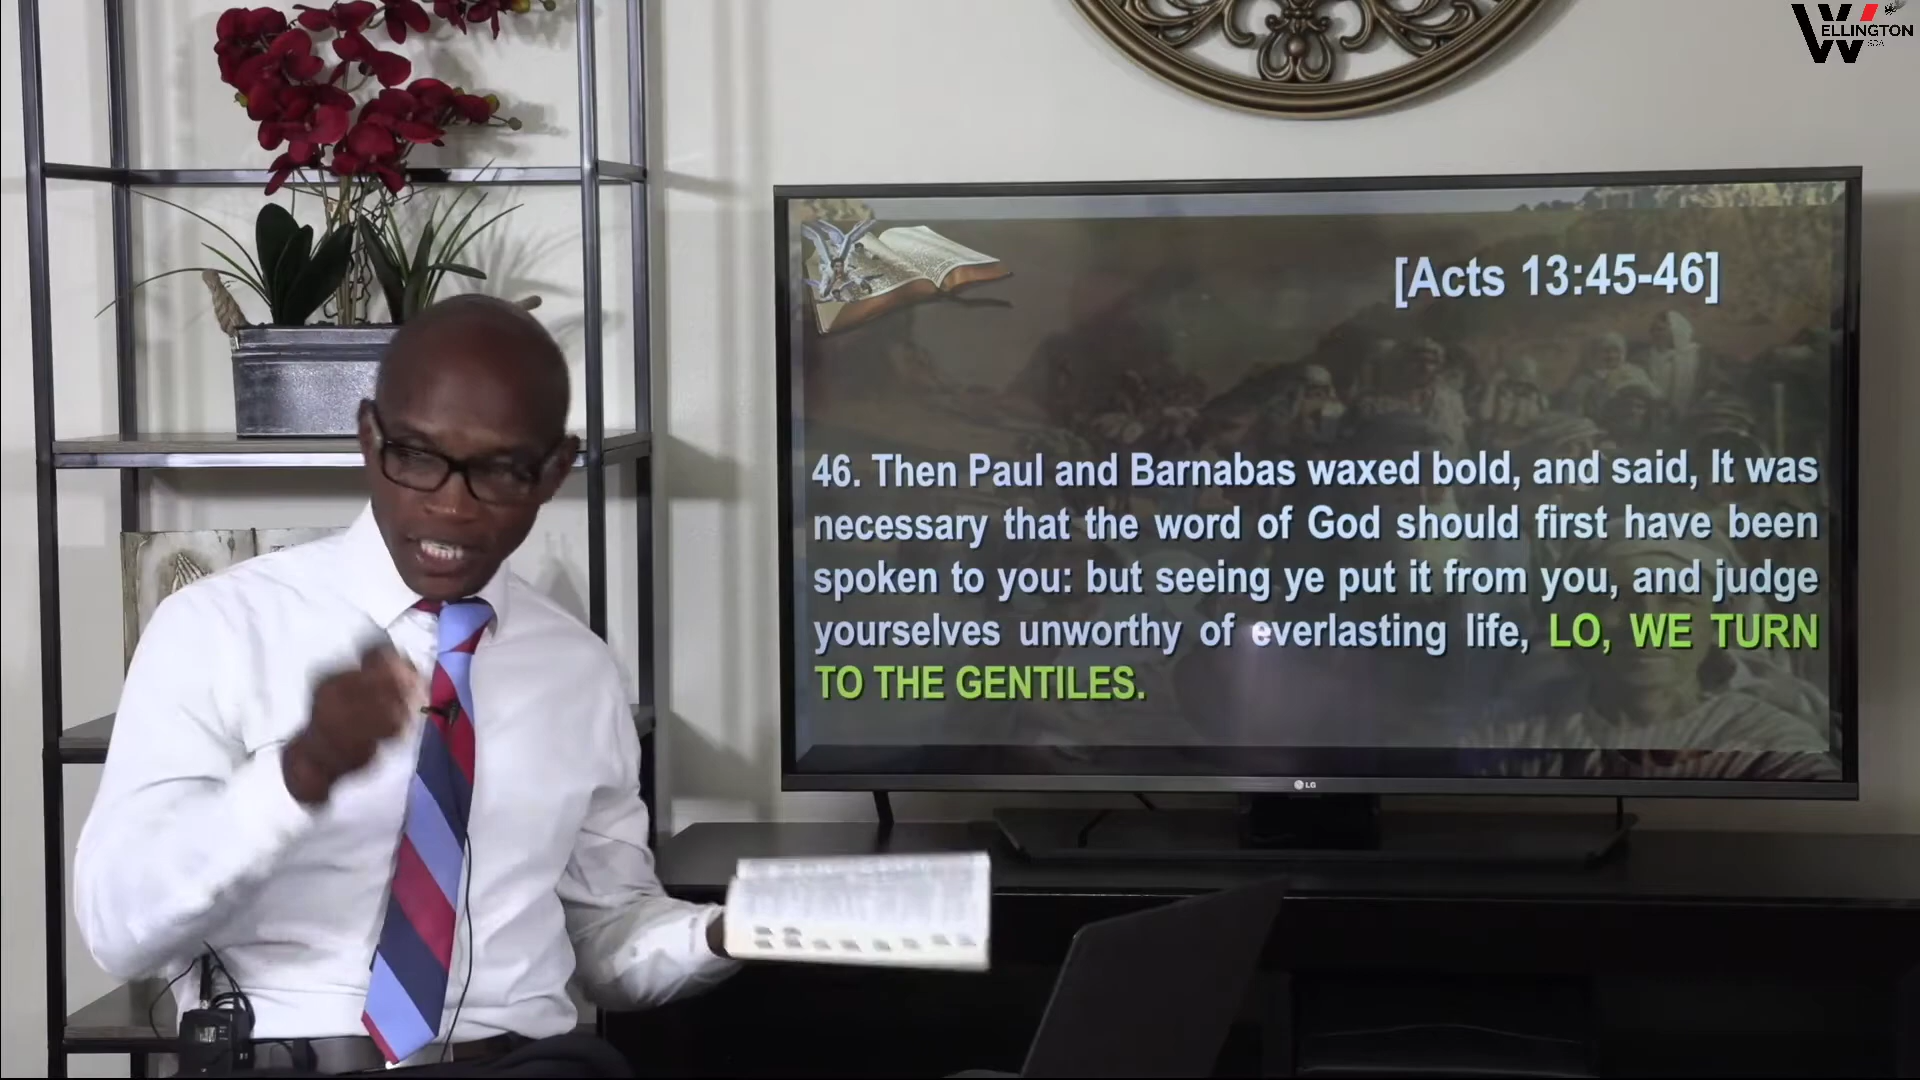 WELLINGTON
SDA
[Acts 13:45-46]
46. Then Paul and Barnabas waxed bold, and said, It was
necessary that the word of God should first have been
spoken to you: but seeing ye put it from you, and judge
yourselves unworthy of everlasting life, LO, WE TURN
TO THE GENTILES.
LG